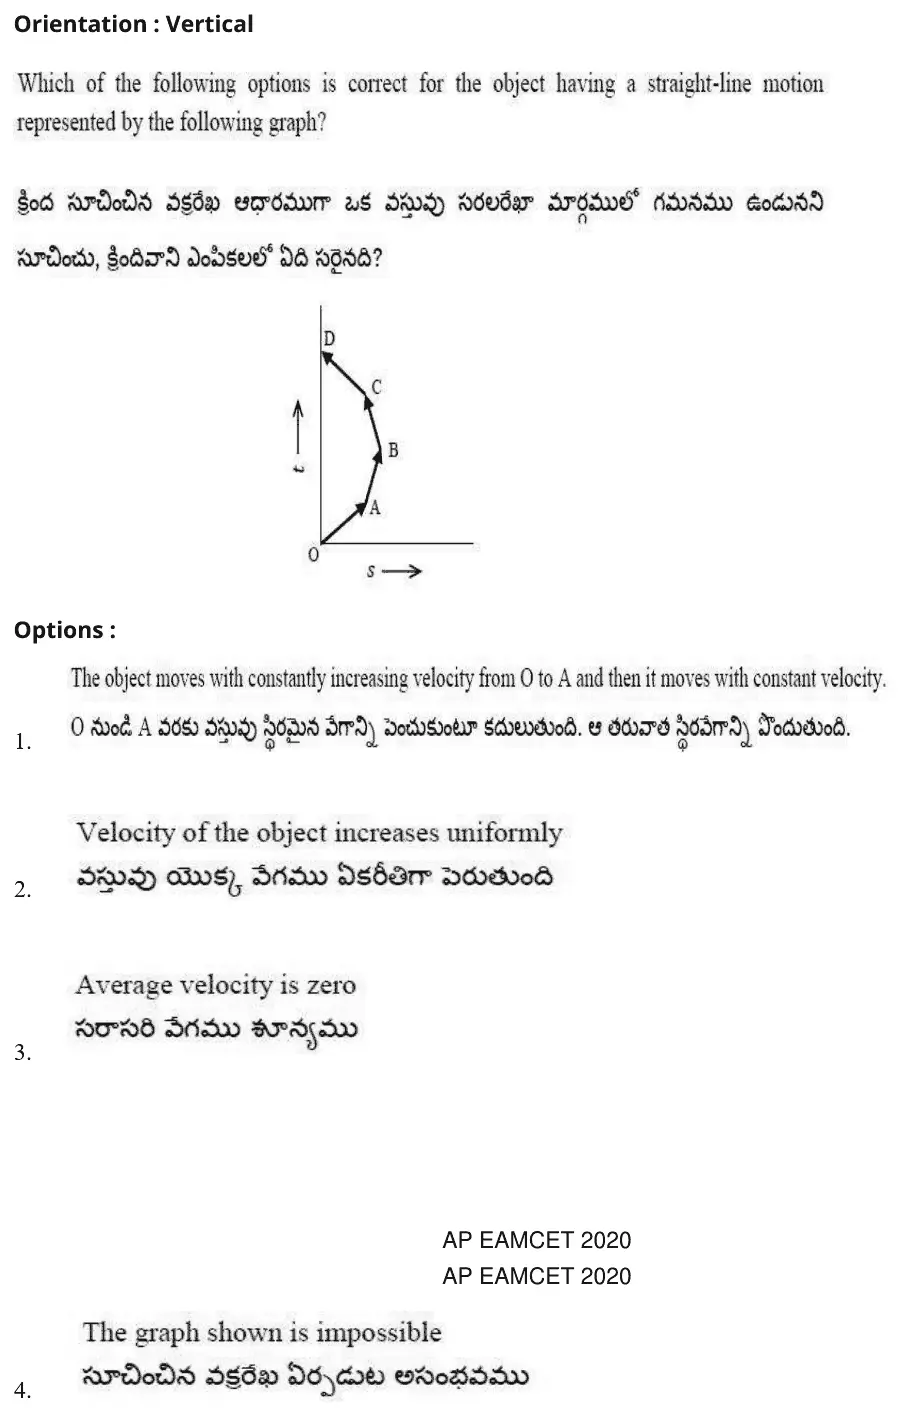 Orientation : Vertical
Which of the following options is correct for the object having a straight-line motion
represented by the following graph?
క్రింద సూచించిన వక్రరేఖ ఆధారముగా ఒక వస్తువు సరలరేఖా మార్గములో గమనము ఉండునని
సూచించు, క్రిందివాని ఎంపికలలో ఏది సరైనది?
D
C
B
t
A
O
s
Options :
The object moves with constantly increasing velocity from O to A and then it moves with constant velocity.
O నుండి A వరకు వస్తువు స్థిరమైన వేగాన్ని పెంచుకుంటూ కదులుతుంది. ఆ తరువాత స్థిరవేగాన్ని పొందుతుంది.
1.
Velocity of the object increases uniformly
వస్తువు యొక్క వేగము ఏకరీతిగా పెరుతుంది
2.
Average velocity is zero
సరాసరి వేగము శూన్యము
3.
AP EAMCET 2020
AP EAMCET 2020
The graph shown is impossible
సూచించిన వక్రరేఖ ఏర్పడుట అసంభవము
4.